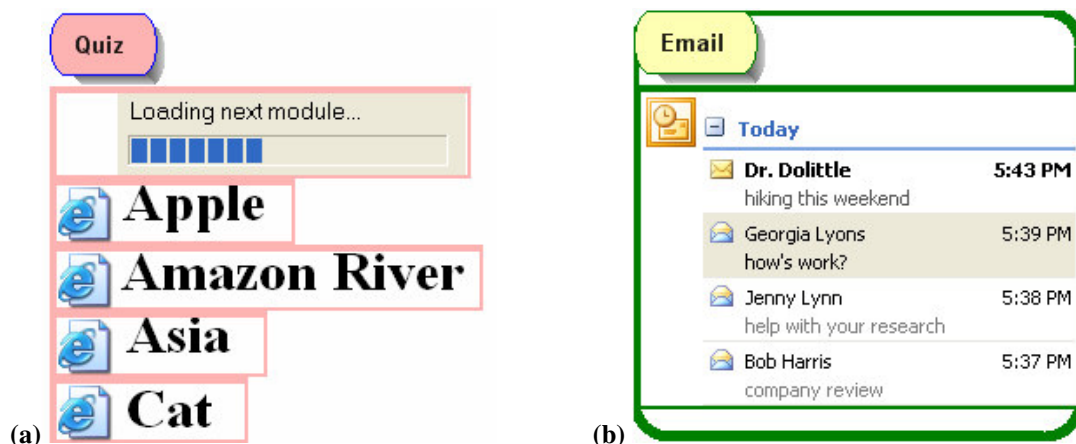 Quiz
Loading next module...
Apple
Amazon River
Asia
Cat
(a)
Email
Today
Dr. Dolittle 5:43 PM
hiking this weekend
Georgia Lyons 5:39 PM
how's work?
Jenny Lynn 5:38 PM
help with your research
Bob Harris 5:37 PM
company review
(b)